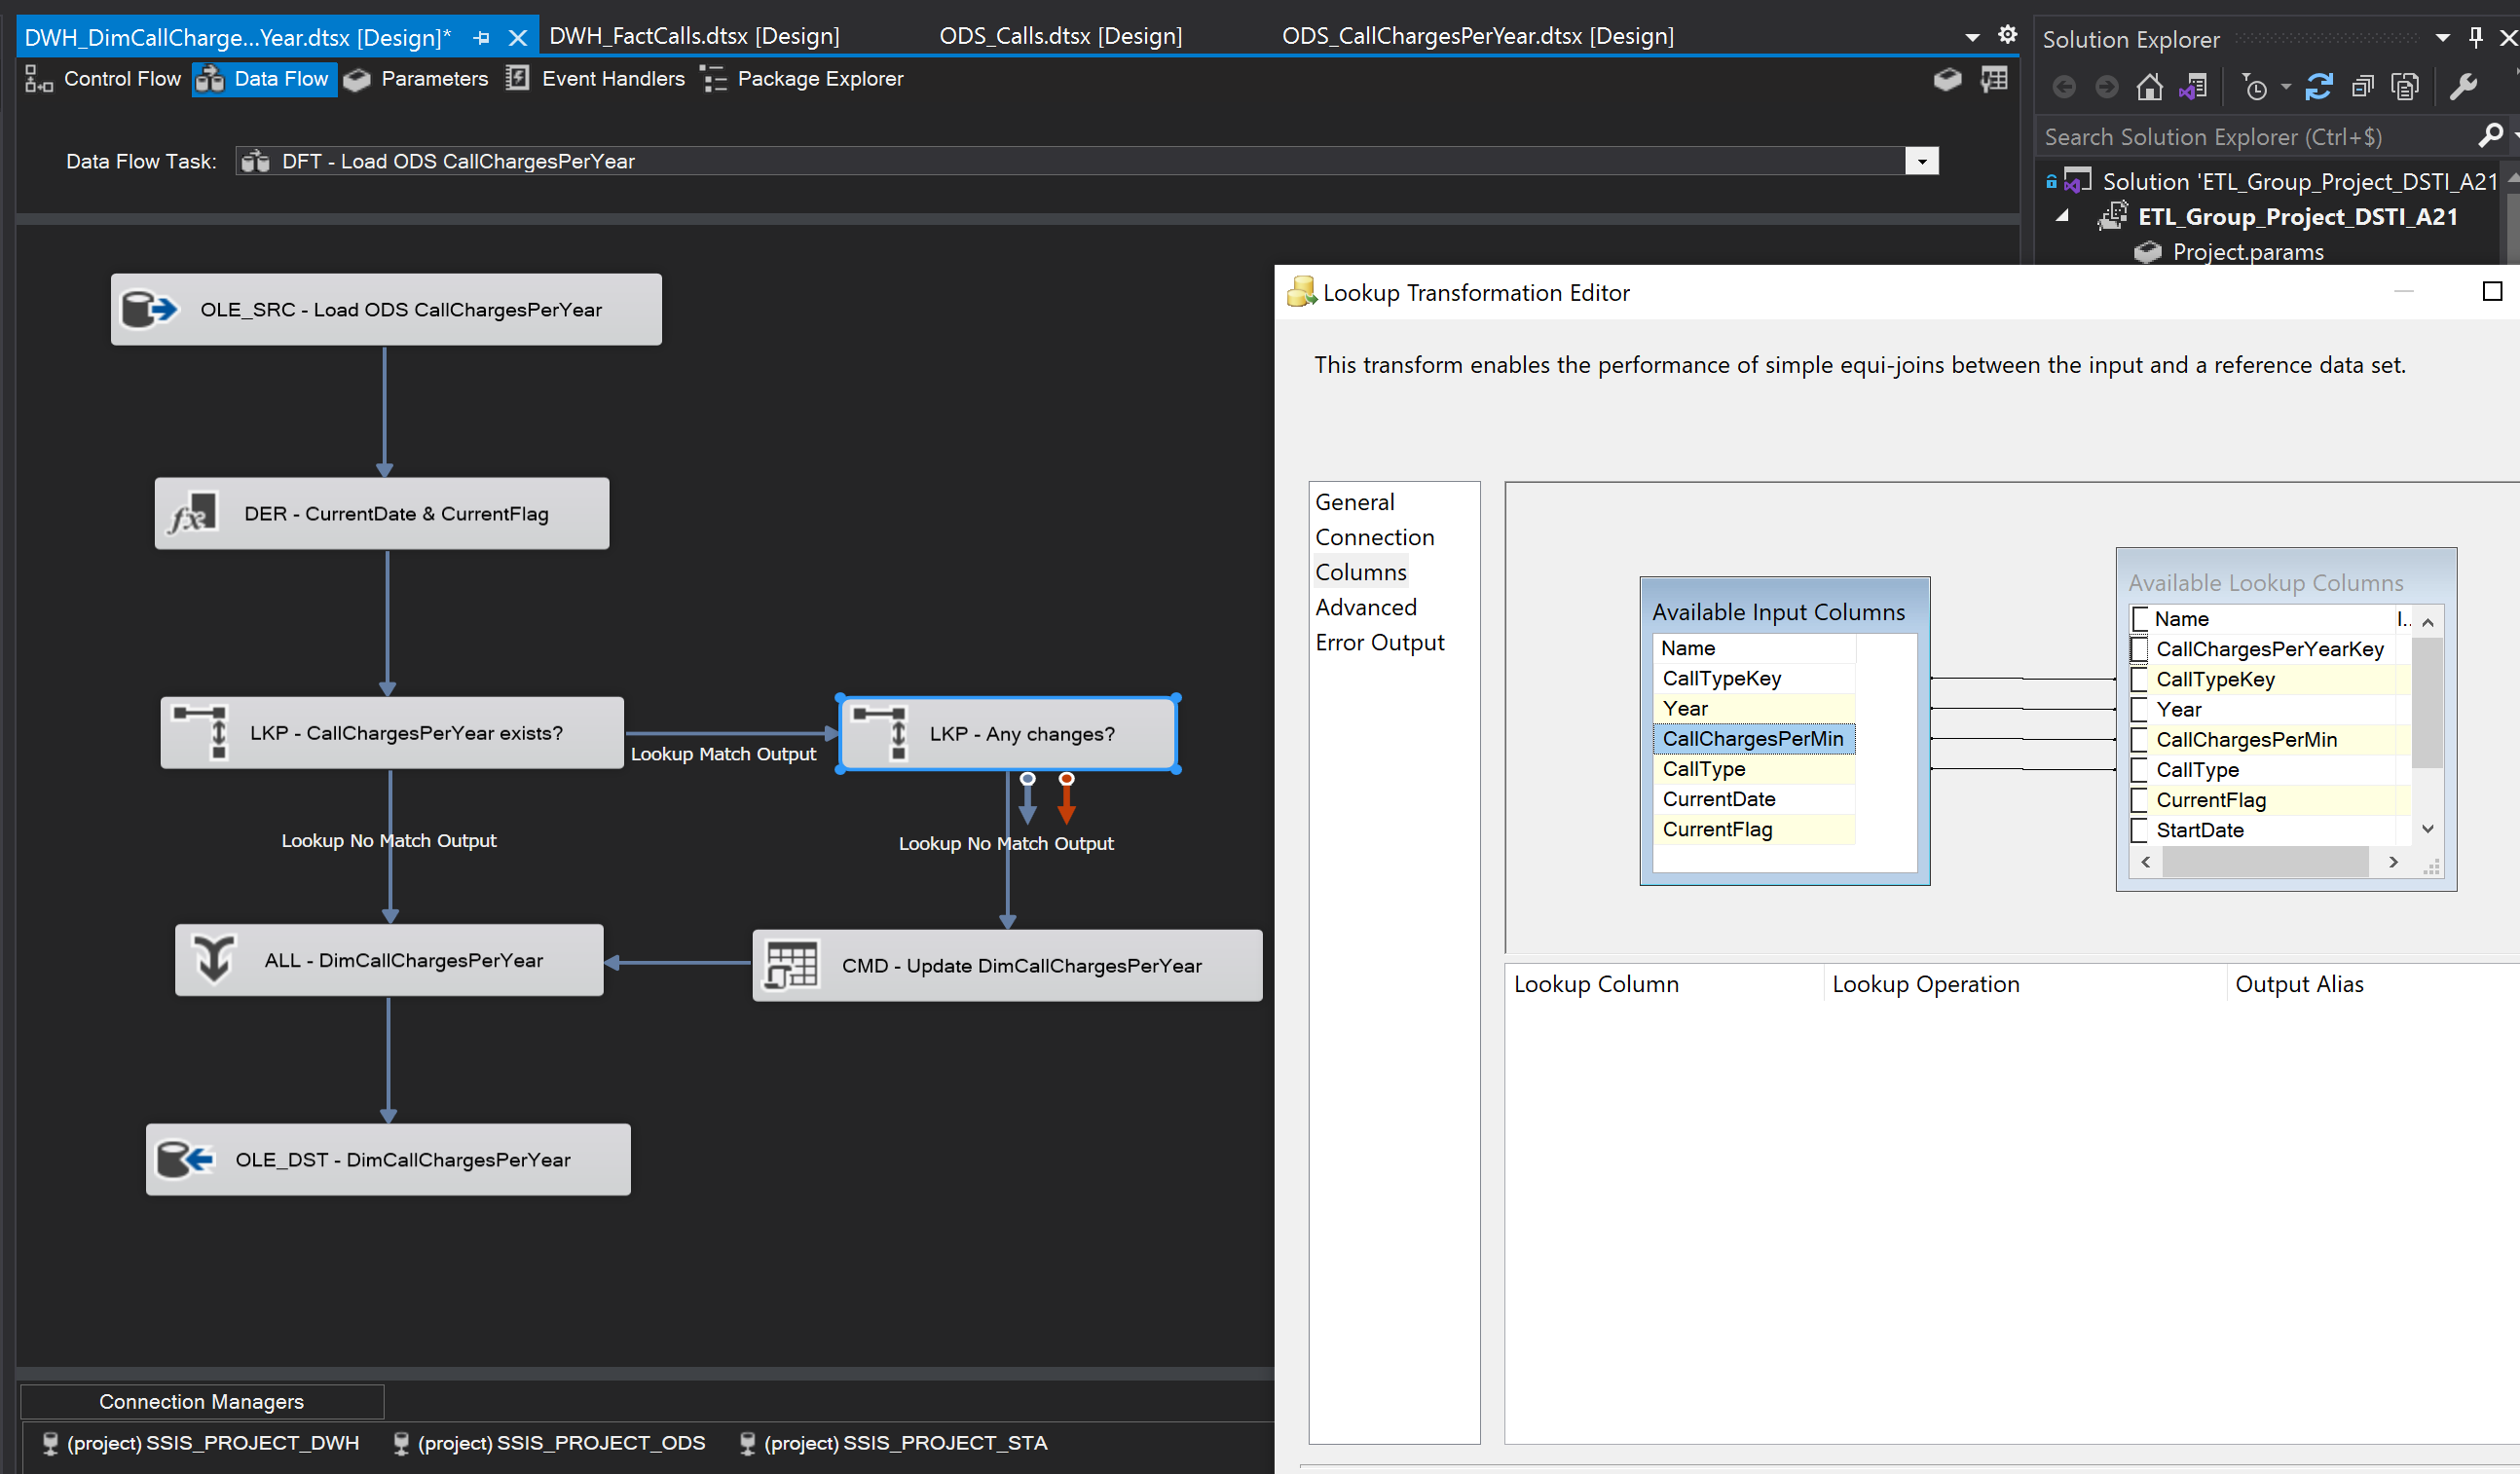 DWH_DimCallCharge...Year.dtsx [Design]*
DWH_FactCalls.dtsx [Design]
ODS_Calls.dtsx [Design]
ODS_CallChargesPerYear.dtsx [Design]
Solution Explorer
Control Flow
Data Flow
Parameters
Event Handlers
Package Explorer
Search Solution Explorer (Ctrl+$)
Data Flow Task:
DFT - Load ODS CallChargesPerYear
Solution 'ETL_Group_Project_DSTI_A21
ETL_Group_Project_DSTI_A21
Project.params
OLE_SRC - Load ODS CallChargesPerYear
DER - CurrentDate & CurrentFlag
LKP - CallChargesPerYear exists?
Lookup Match Output
LKP - Any changes?
Lookup No Match Output
Lookup No Match Output
ALL - DimCallChargesPerYear
CMD - Update DimCallChargesPerYear
OLE_DST - DimCallChargesPerYear
Lookup Transformation Editor
This transform enables the performance of simple equi-joins between the input and a reference data set.
General
Connection
Columns
Advanced
Error Output
Available Input Columns
Name
CallTypeKey
Year
CallChargesPerMin
CallType
CurrentDate
CurrentFlag
Available Lookup Columns
Name I..
CallChargesPerYearKey
CallTypeKey
Year
CallChargesPerMin
CallType
CurrentFlag
StartDate
Lookup Column
Lookup Operation
Output Alias
Connection Managers
(project) SSIS_PROJECT_DWH
(project) SSIS_PROJECT_ODS
(project) SSIS_PROJECT_STA